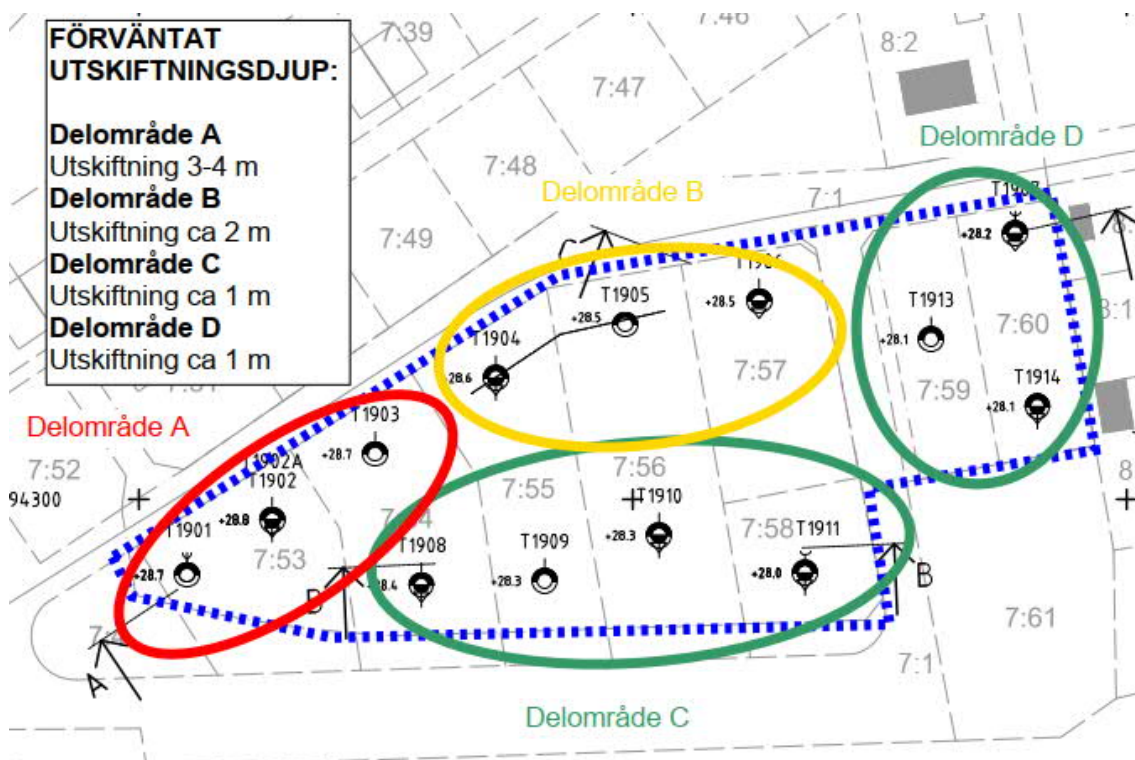 FÖRVÄNTAT
UTSKIFTNINGSDJUP:
Delområde A
Utskiftning 3-4 m
Delområde B
Utskiftning ca 2 m
Delområde C
Utskiftning ca 1 m
Delområde D
Utskiftning ca 1 m
7:39
7:46
8:2
7:47
Delområde D
7:48
Delområde B
7:1
T1907
+28.2
7:49
C
T1906
T1905
+28.5
+28.5
T1913
+28.1
7:60
T1904
28.6
7:57
7:59
T1914
+28.1
Delområde A
T1903
+28.7
7:52
T1902A
T1902
7:56
7:55
94300
T1910
+28.8
+28.3
T1901
+28.7
7:53
T1908
T1909
7:58
T1911
+28.3
+28.0
B
7:61
7:1
A
Delområde C